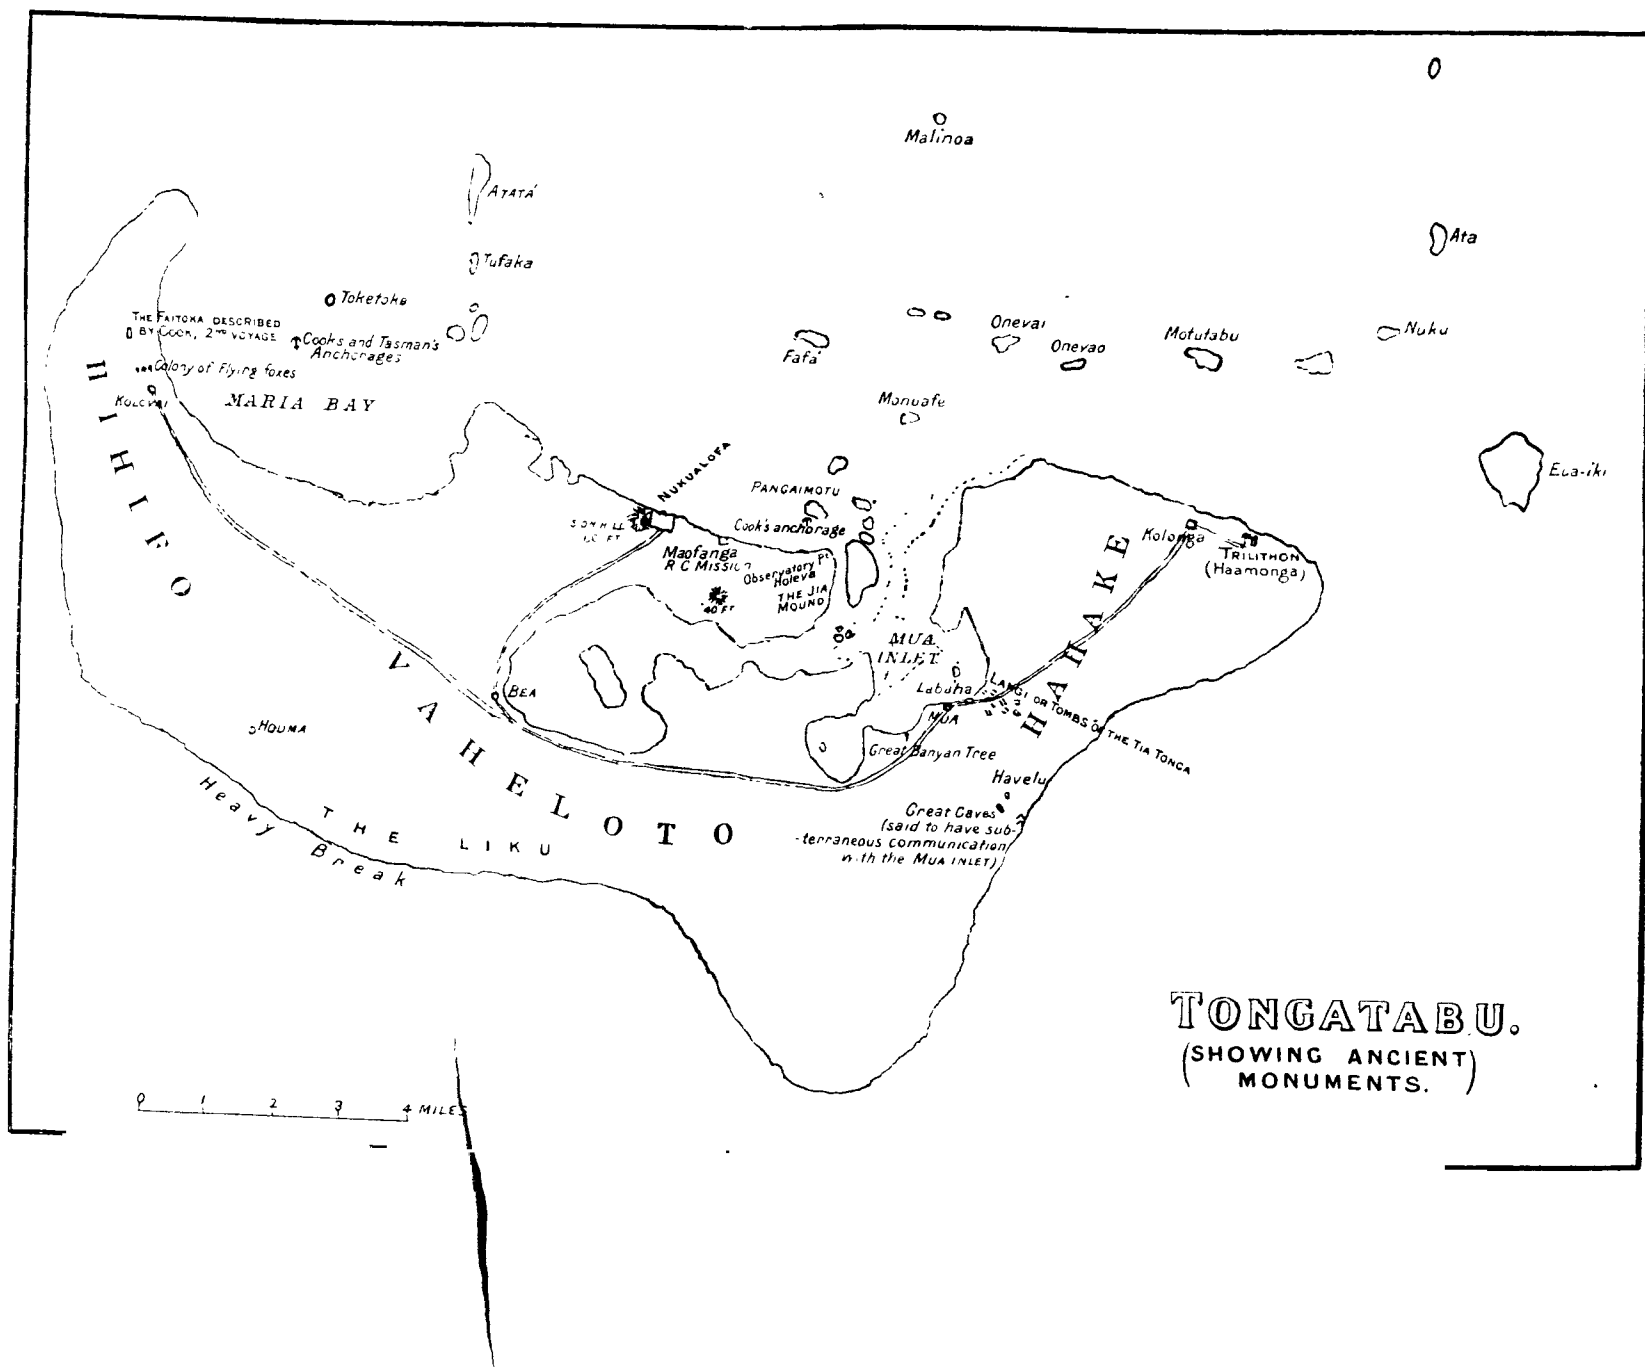 Malinoa
ATATÁ
Ata
Tufaka
Toketoke
THE FAITOKA DESCRIBED
BY COOK, 2ND VOYAGE
Cooks and Tasman's
Anchorages
Colony of Flying foxes
KOLOVAI
MARIA BAY
Fafá
Onevai
Onevao
Motutabu
Nuku
Monuafe
Eua-iki
HIHIFO
NUKUALOFA
PANGAIMOTU
Cook's anchorage
Maofanga
R C MISSION
Observatory Pt
Holeva
THE JIA
MOUND
40 FT
Kolonga
TRILITHON
(Haamonga)
HAHAKE
MUA
INLET
Labaha
LANGI OR TOMBS OF THE TIA TONGA
MUA
BEA
HOUMA
Great Banyan Tree
Havelu
Great Caves
(said to have sub-
-terraneous communication
with the MUA INLET)
VAHELOTO
THE LIKU
Heavy Break
TONGATABU.
(SHOWING ANCIENT
MONUMENTS.)
0 1 2 3 4 MILES